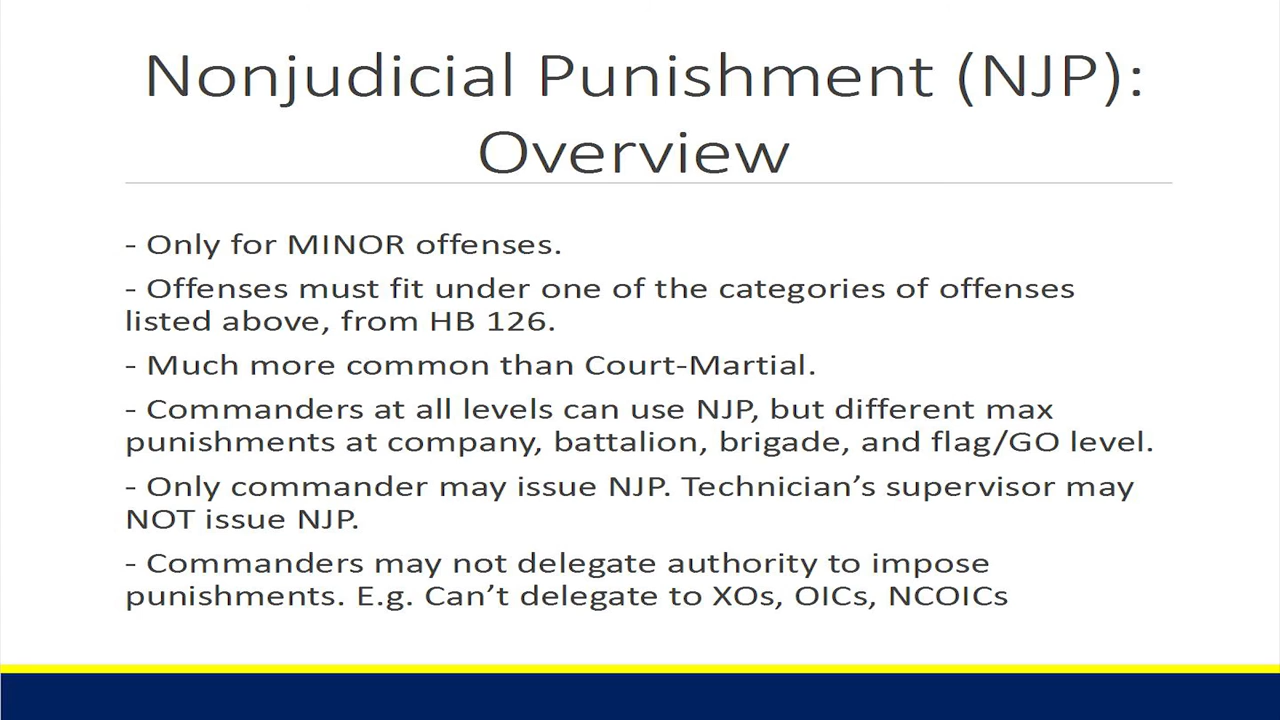 Nonjudicial Punishment (NJP):
Overview
- Only for MINOR offenses.
- Offenses must fit under one of the categories of offenses
listed above, from HB 126.
- Much more common than Court-Martial.
- Commanders at all levels can use NJP, but different max
punishments at company, battalion, brigade, and flag/GO level.
- Only commander may issue NJP. Technician’s supervisor may
NOT issue NJP.
- Commanders may not delegate authority to impose
punishments. E.g. Can’t delegate to XOs, OICs, NCOICs